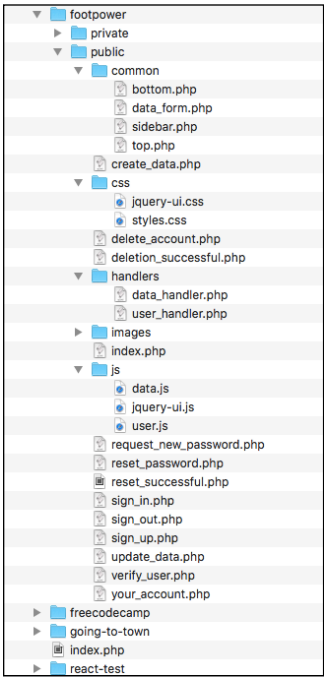 footpower
private
public
common
bottom.php
data_form.php
sidebar.php
top.php
create_data.php
css
jquery-ui.css
styles.css
delete_account.php
deletion_successful.php
handlers
data_handler.php
user_handler.php
images
index.php
js
data.js
jquery-ui.js
user.js
request_new_password.php
reset_password.php
reset_successful.php
sign_in.php
sign_out.php
sign_up.php
update_data.php
verify_user.php
your_account.php
freecodecamp
going-to-town
index.php
react-test